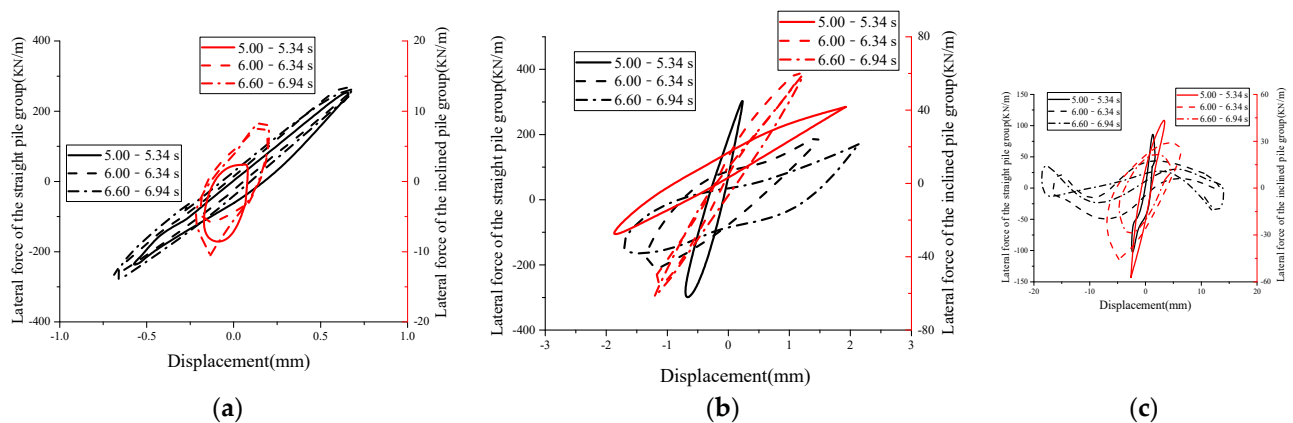 Lateral force of the straight pile group(KN/m)
400
200
0
-200
-400
5.00﹣5.34 s
6.00﹣6.34 s
6.60﹣6.94 s
5.00﹣5.34 s
6.00﹣6.34 s
6.60﹣6.94 s
20
10
0
-10
-20
Lateral force of the inclined pile group(KN/m)
-1.0 -0.5 0.0 0.5 1.0
Displacement(mm)
(a)
Lateral force of the straight pile group(KN/m)
400
200
0
-200
-400
5.00﹣5.34 s
6.00﹣6.34 s
6.60﹣6.94 s
5.00﹣5.34 s
6.00﹣6.34 s
6.60﹣6.94 s
80
40
0
-40
-80
Lateral force of the inclined pile group(KN/m)
-3 -2 -1 0 1 2 3
Displacement(mm)
(b)
Lateral force of the straight pile group(KN/m)
150
100
50
0
-50
-100
-150
5.00﹣5.34 s
6.00﹣6.34 s
6.60﹣6.94 s
5.00﹣5.34 s
6.00﹣6.34 s
6.60﹣6.94 s
60
30
0
-30
-60
Lateral force of the inclined pile group(KN/m)
-20 -10 0 10 20
Displacement(mm)
(c)